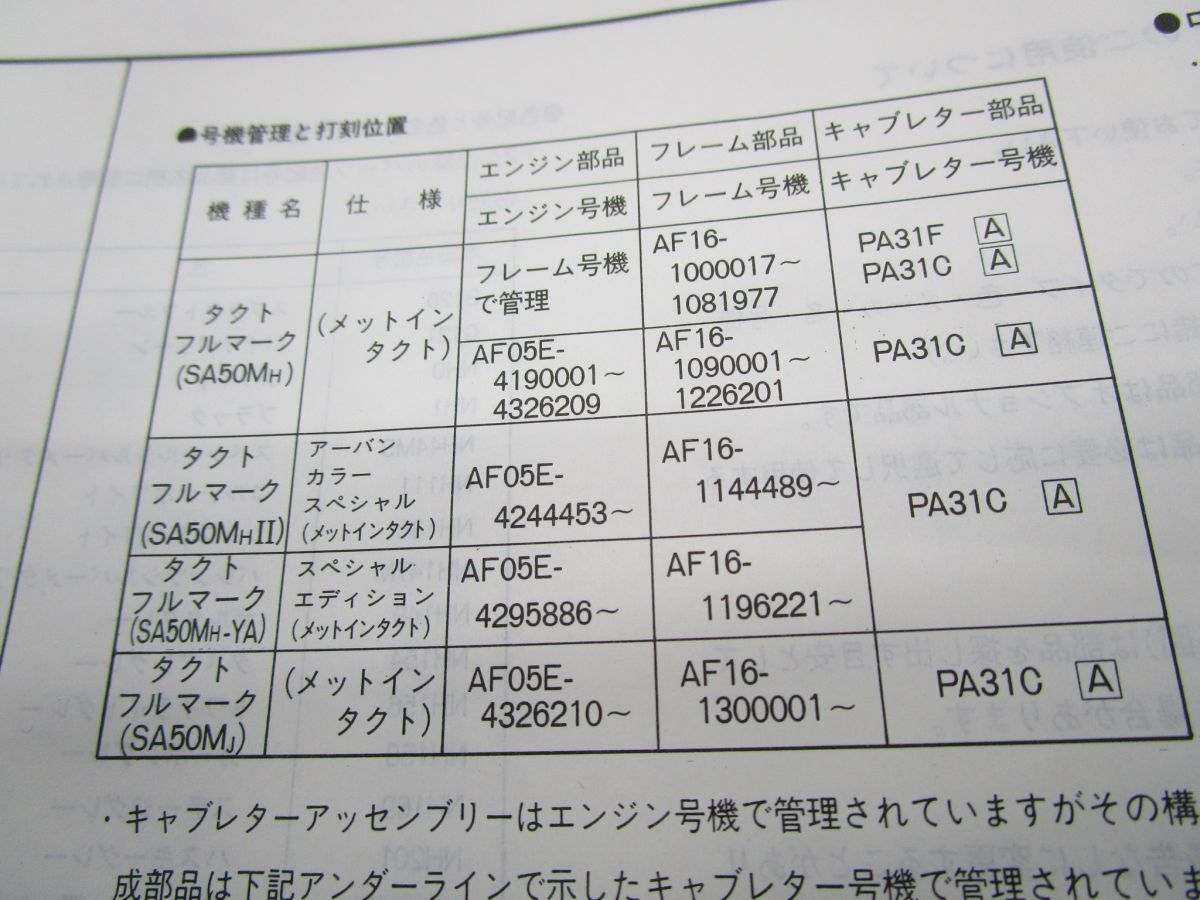 ●号機管理と打刻位置
機種名 仕様 エンジン部品 フレーム部品 キャブレター部品
エンジン号機 フレーム号機 キャブレター号機
タクト
フルマーク
(SA50MH)
(メットイン
タクト)
フレーム号機
で管理
AF16-
1000017～
1081977
PA31F A
PA31C A
AF05E-
4190001～
4326209
AF16-
1090001～
1226201
PA31C A
タクト
フルマーク
(SA50MHII)
アーバン
カラー
スペシャル
(メットインタクト)
AF05E-
4244453～
AF16-
1144489～
PA31C A
タクト
フルマーク
(SA50MH-YA)
スペシャル
エディション
(メットインタクト)
AF05E-
4295886～
AF16-
1196221～
タクト
フルマーク
(SA50MJ)
(メットイン
タクト)
AF05E-
4326210～
AF16-
1300001～
PA31C A
・キャブレターアッセンブリーはエンジン号機で管理されていますがその構
成部品は下記アンダーラインで示したキャブレター号機で管理されていま